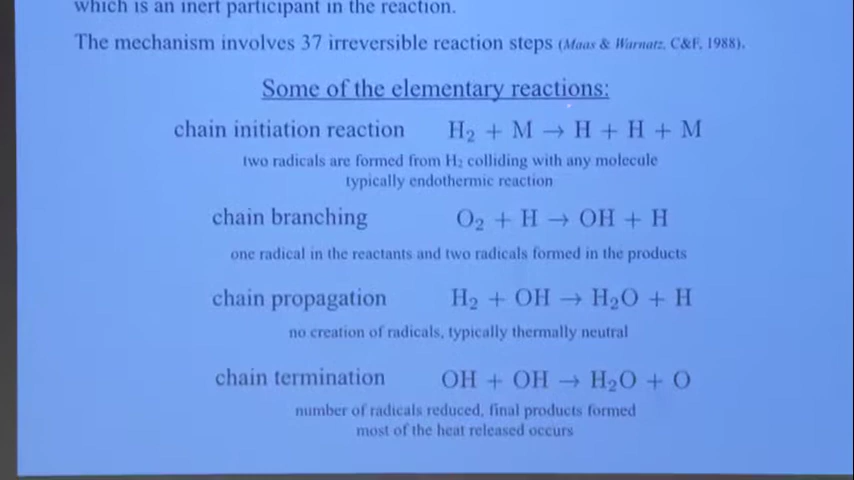 which is an inert participant in the reaction.
The mechanism involves 37 irreversible reaction steps (Maas & Warnatz, C&F, 1988).
Some of the elementary reactions:
chain initiation reaction H₂ + M → H + H + M
two radicals are formed from H₂ colliding with any molecule
typically endothermic reaction
chain branching O₂ + H → OH + H
one radical in the reactants and two radicals formed in the products
chain propagation H₂ + OH → H₂O + H
no creation of radicals, typically thermally neutral
chain termination OH + OH → H₂O + O
number of radicals reduced, final products formed
most of the heat released occurs